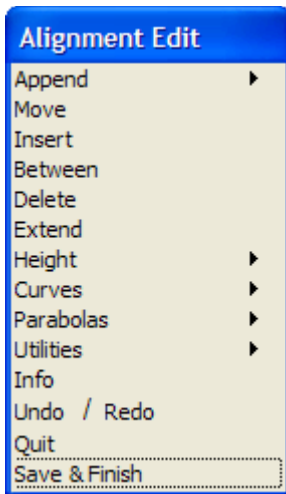 Alignment Edit
Append
Move
Insert
Between
Delete
Extend
Height
Curves
Parabolas
Utilities
Info
Undo / Redo
Quit
Save & Finish